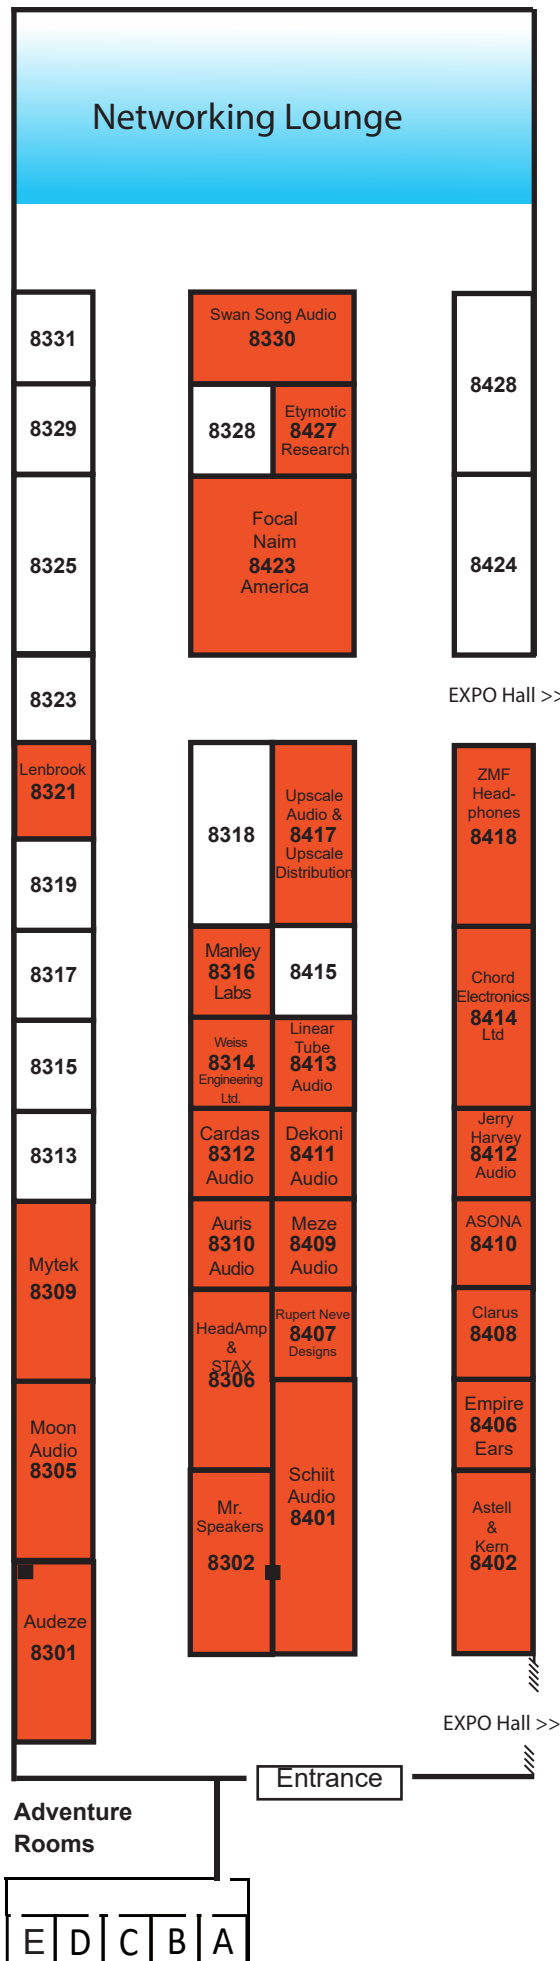 Networking Lounge
8331
8329
8325
8323
Lenbrook
8321
8319
8317
8315
8313
Mytek
8309
Moon
Audio
8305
Audeze
8301
Swan Song Audio
8330
8328
Etymotic
8427
Research
Focal
Naim
8423
America
8318
Upscale
Audio &
8417
Upscale
Distribution
Manley
8316
Labs
8415
Weiss
8314
Engineering
Ltd.
Linear
Tube
8413
Audio
Cardas
8312
Audio
Dekoni
8411
Audio
Auris
8310
Audio
Meze
8409
Audio
HeadAmp
&
STAX
8306
Rupert Neve
8407
Designs
Mr.
Speakers
8302
Schiit
Audio
8401
8428
8424
EXPO Hall >>
ZMF
Head-
phones
8418
Chord
Electronics
8414
Ltd
Jerry
Harvey
8412
Audio
ASONA
8410
Clarus
8408
Empire
8406
Ears
Astell
&
Kern
8402
EXPO Hall >>
Entrance
Adventure
Rooms
E D C B A